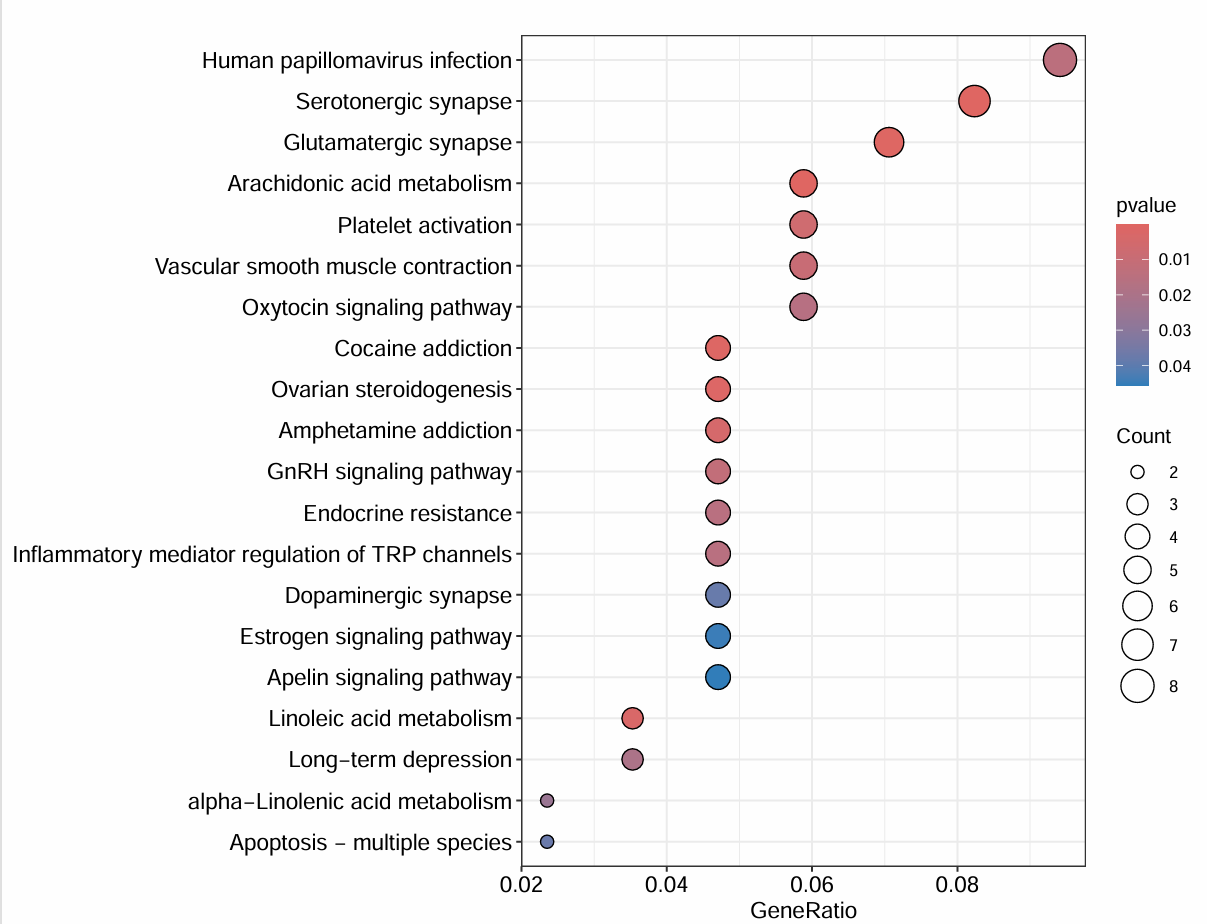 Human papillomavirus infection
Serotonergic synapse
Glutamatergic synapse
Arachidonic acid metabolism
Platelet activation
Vascular smooth muscle contraction
Oxytocin signaling pathway
Cocaine addiction
Ovarian steroidogenesis
Amphetamine addiction
GnRH signaling pathway
Endocrine resistance
Inflammatory mediator regulation of TRP channels
Dopaminergic synapse
Estrogen signaling pathway
Apelin signaling pathway
Linoleic acid metabolism
Long−term depression
alpha−Linolenic acid metabolism
Apoptosis − multiple species
0.02 0.04 0.06 0.08
GeneRatio
pvalue
0.01
0.02
0.03
0.04
Count
2
3
4
5
6
7
8